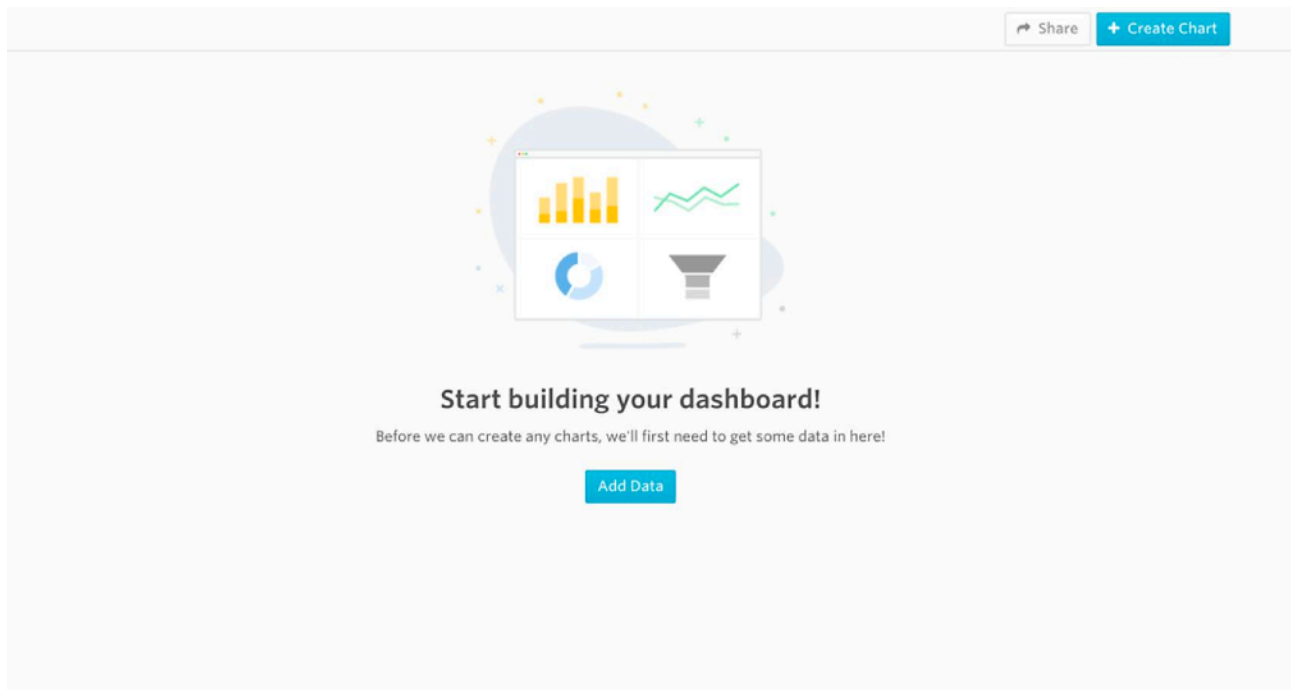 Share
Create Chart
Start building your dashboard!
Before we can create any charts, we'll first need to get some data in here!
Add Data